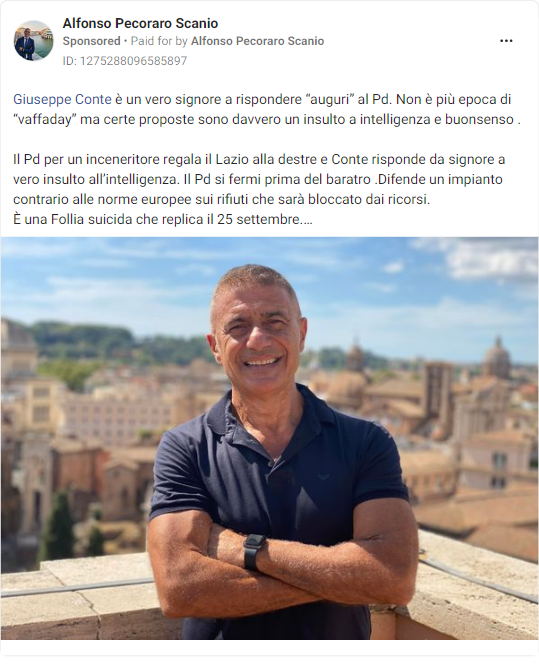 Alfonso Pecoraro Scanio
Sponsored • Paid for by Alfonso Pecoraro Scanio
ID: 1275288096585897
Giuseppe Conte è un vero signore a rispondere “auguri” al Pd. Non è più epoca di
“vaffaday” ma certe proposte sono davvero un insulto a intelligenza e buonsenso .
Il Pd per un inceneritore regala il Lazio alla destre e Conte risponde da signore a
vero insulto all’intelligenza. Il Pd si fermi prima del baratro .Difende un impianto
contrario alle norme europee sui rifiuti che sarà bloccato dai ricorsi.
È una Follia suicida che replica il 25 settembre....